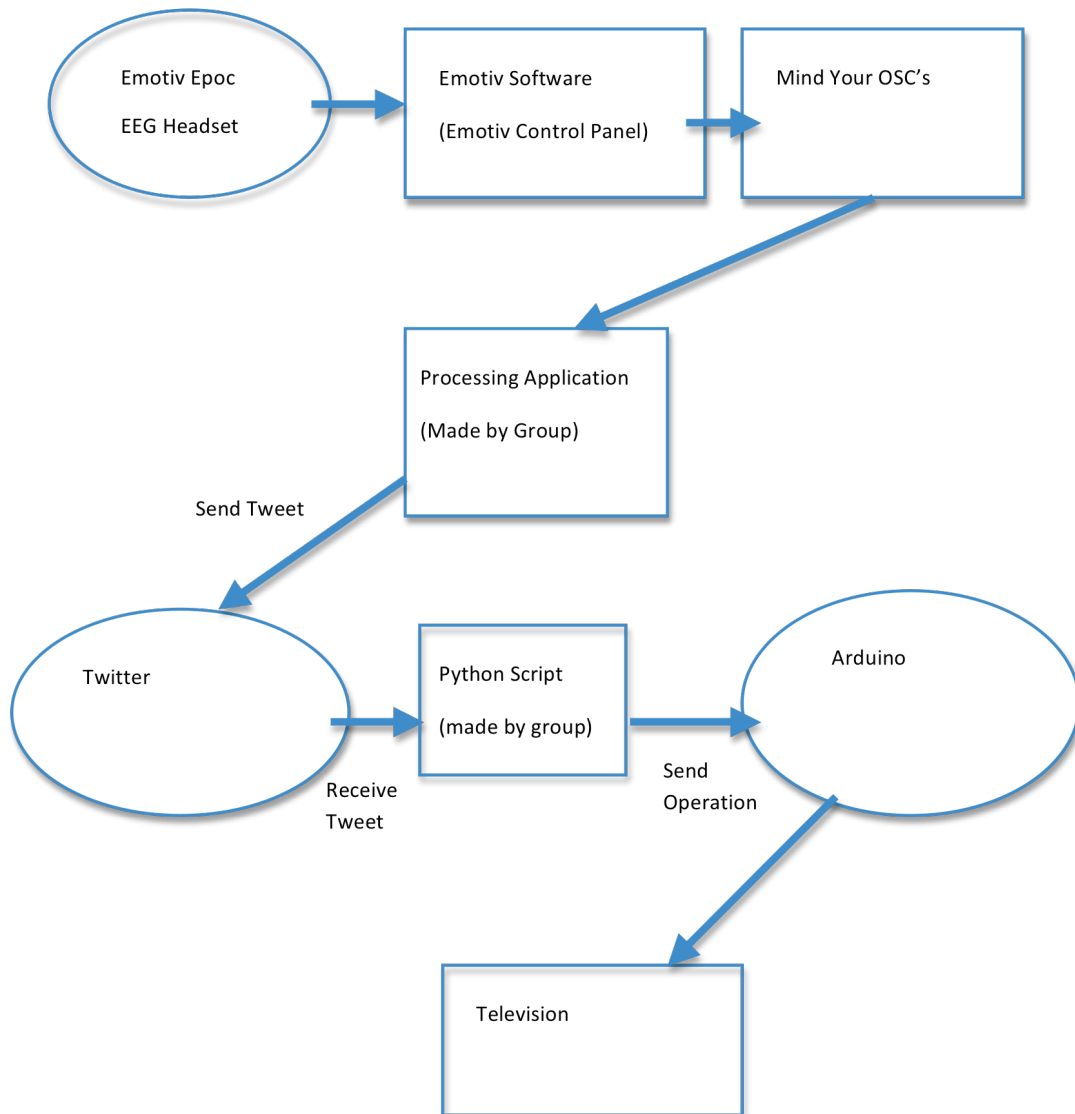 Emotiv Epoc
EEG Headset
Emotiv Software
(Emotiv Control Panel)
Mind Your OSC’s
Processing Application
(Made by Group)
Send Tweet
Twitter
Receive
Tweet
Python Script
(made by group)
Send
Operation
Arduino
Television